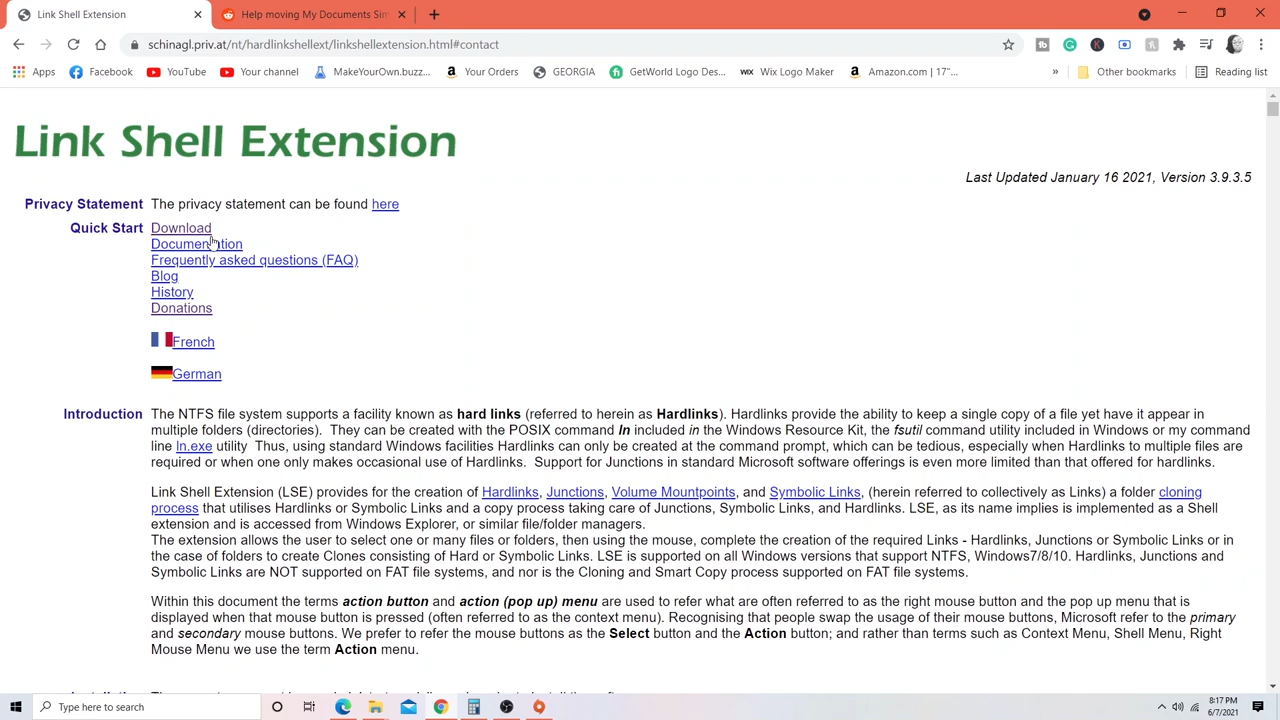 Link Shell Extension
Help moving My Documents Sim
schinagl.priv.at/nt/hardlinkshellext/linkshellextension.html#contact
Apps Facebook YouTube Your channel MakeYourOwn.buzz... Your Orders GEORGIA GetWorld Logo Des... Wix Logo Maker Amazon.com | 17"... » Other bookmarks Reading list
Link Shell Extension
Last Updated January 16 2021, Version 3.9.3.5
Privacy Statement The privacy statement can be found here
Quick Start Download
Documentation
Frequently asked questions (FAQ)
Blog
History
Donations
French
German
Introduction The NTFS file system supports a facility known as hard links (referred to herein as Hardlinks). Hardlinks provide the ability to keep a single copy of a file yet have it appear in
multiple folders (directories). They can be created with the POSIX command ln included in the Windows Resource Kit, the fsutil command utility included in Windows or my command
line ln.exe utility Thus, using standard Windows facilities Hardlinks can only be created at the command prompt, which can be tedious, especially when Hardlinks to multiple files are
required or when one only makes occasional use of Hardlinks. Support for Junctions in standard Microsoft software offerings is even more limited than that offered for hardlinks.
Link Shell Extension (LSE) provides for the creation of Hardlinks, Junctions, Volume Mountpoints, and Symbolic Links, (herein referred to collectively as Links) a folder cloning
process that utilises Hardlinks or Symbolic Links and a copy process taking care of Junctions, Symbolic Links, and Hardlinks. LSE, as its name implies is implemented as a Shell
extension and is accessed from Windows Explorer, or similar file/folder managers.
The extension allows the user to select one or many files or folders, then using the mouse, complete the creation of the required Links - Hardlinks, Junctions or Symbolic Links or in
the case of folders to create Clones consisting of Hard or Symbolic Links. LSE is supported on all Windows versions that support NTFS, Windows7/8/10. Hardlinks, Junctions and
Symbolic Links are NOT supported on FAT file systems, and nor is the Cloning and Smart Copy process supported on FAT file systems.
Within this document the terms action button and action (pop up) menu are used to refer what are often referred to as the right mouse button and the pop up menu that is
displayed when that mouse button is pressed (often referred to as the context menu). Recognising that people swap the usage of their mouse buttons, Microsoft refer to the primary
and secondary mouse buttons. We prefer to refer the mouse buttons as the Select button and the Action button; and rather than terms such as Context Menu, Shell Menu, Right
Mouse Menu we use the term Action menu.
Type here to search
8:17 PM
6/7/2021